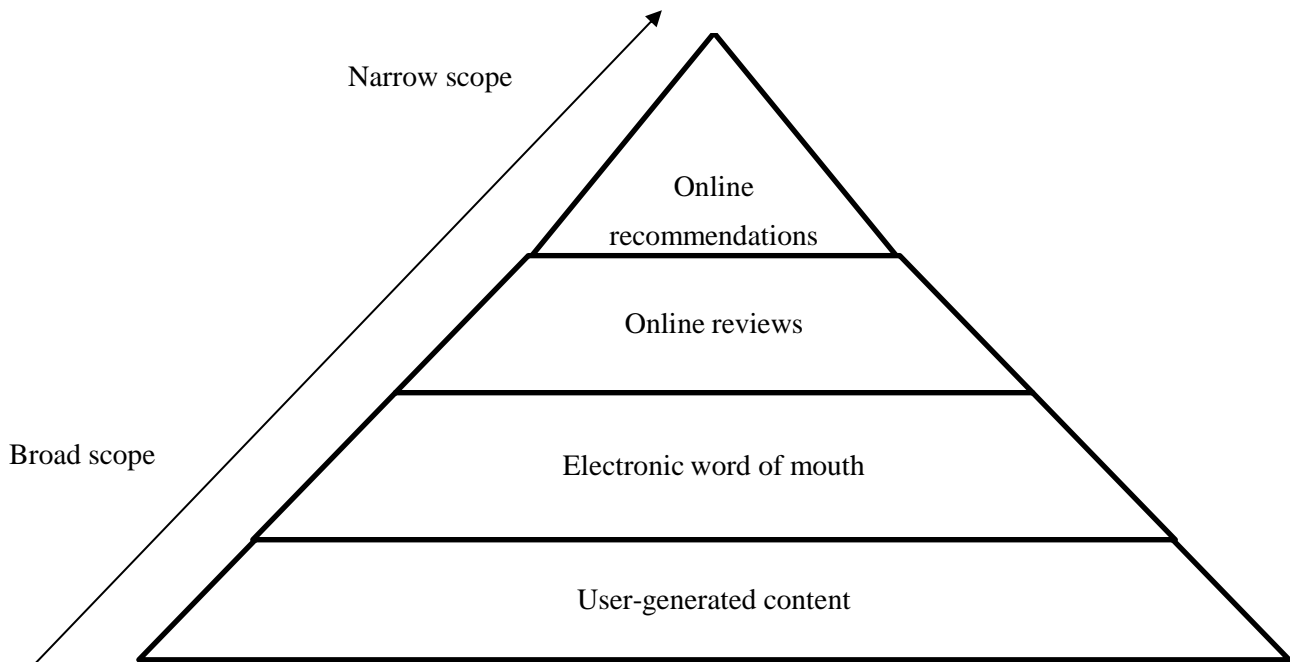 Narrow scope
Online
recommendations
Online reviews
Broad scope
Electronic word of mouth
User-generated content